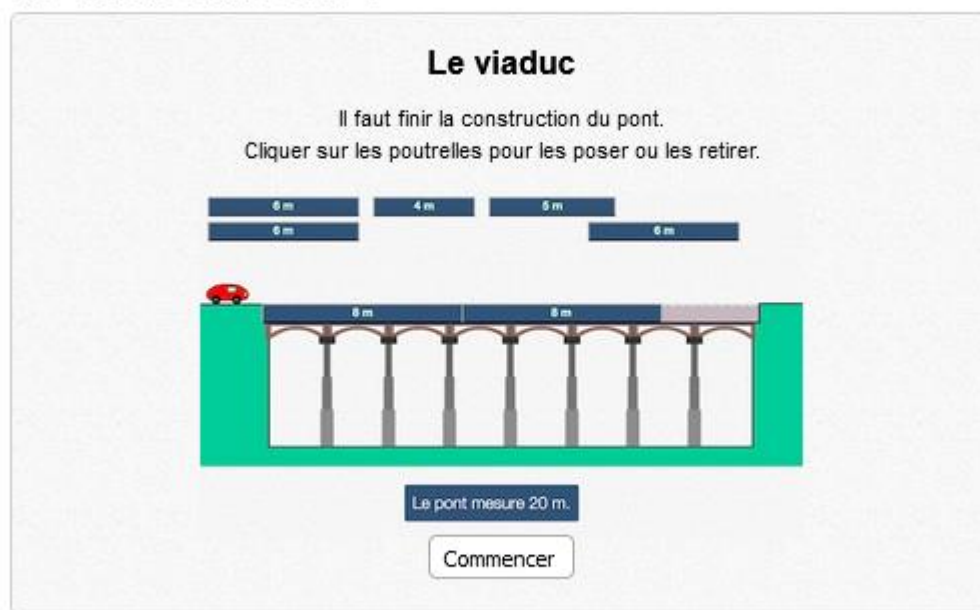 Le viaduc
Il faut finir la construction du pont.
Cliquer sur les poutrelles pour les poser ou les retirer.
6 m 4 m 5 m
6 m 6 m
8 m 8 m
Le pont mesure 20 m.
Commencer